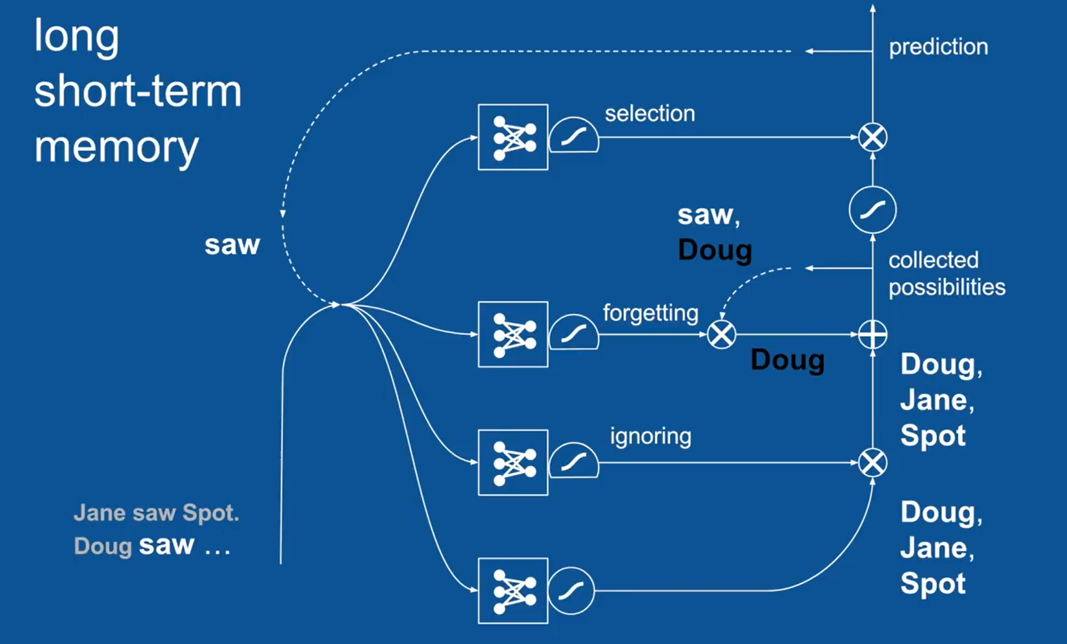 long
short-term
memory
prediction
selection
saw,
Doug
saw
collected
possibilities
forgetting
Doug
Doug,
Jane,
Spot
ignoring
Jane saw Spot.
Doug saw ...
Doug,
Jane,
Spot